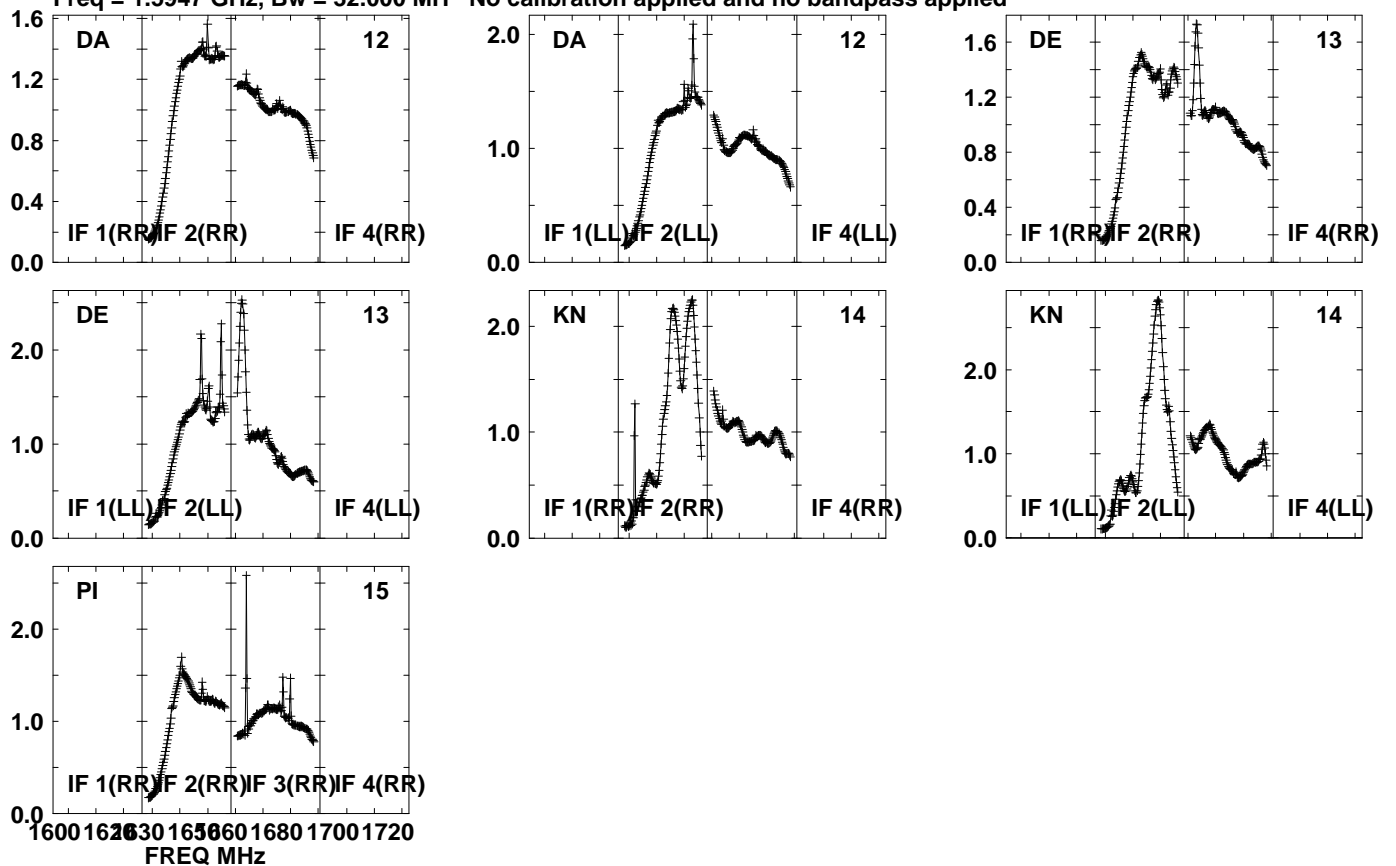 Freq = 1.5947 GHz, Bw = 32.000 MH No calibration applied and no bandpass applied
1.6
1.2
0.8
0.4
0.0
DA
12
IF 1(RR)
IF 2(RR)
IF 4(RR)
2.0
1.0
0.0
DA
12
IF 1(LL)
IF 2(LL)
IF 4(LL)
1.6
1.2
0.8
0.4
0.0
DE
13
IF 1(RR)
IF 2(RR)
IF 4(RR)
2.0
1.0
0.0
DE
13
IF 1(LL)
IF 2(LL)
IF 4(LL)
2.0
1.0
0.0
KN
14
IF 1(RR)
IF 2(RR)
IF 4(RR)
2.0
1.0
0.0
KN
14
IF 1(LL)
IF 2(LL)
IF 4(LL)
2.0
1.0
0.0
PI
15
IF 1(RR)
IF 2(RR)
IF 3(RR)
IF 4(RR)
1600 1620 1630 1650 1660 1680 1700 1720
FREQ MHz